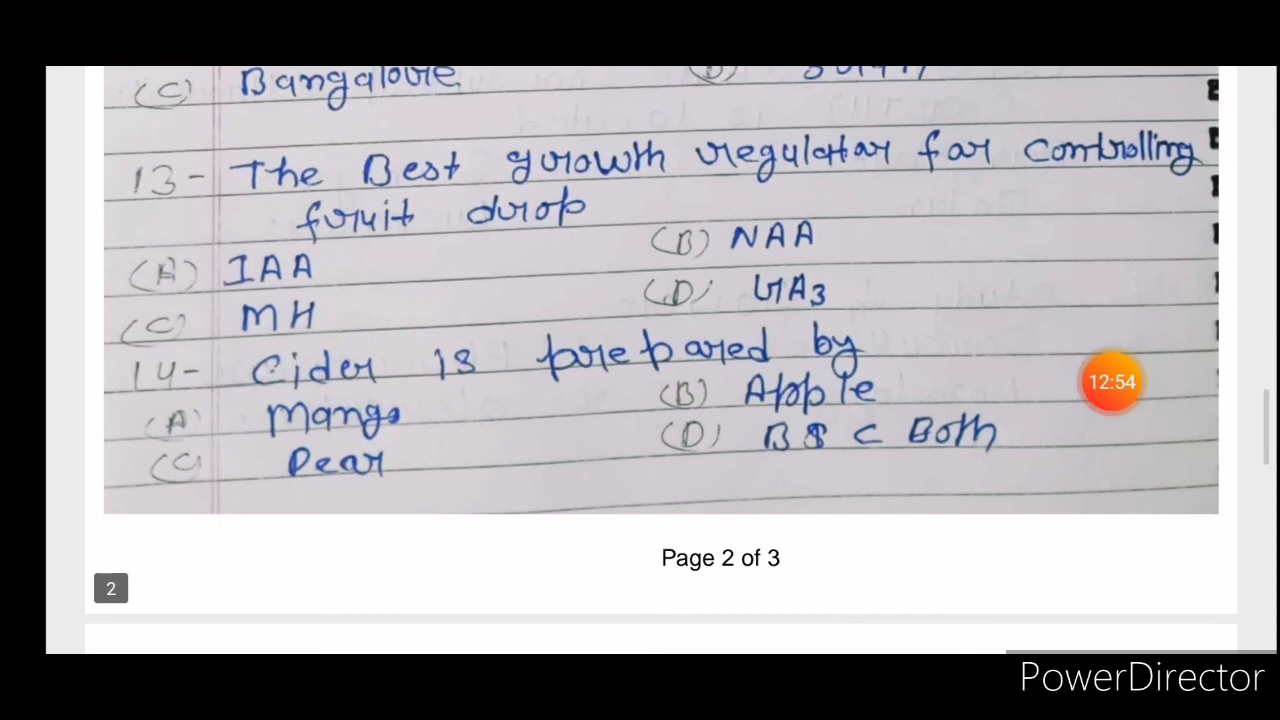 (C) Bangalore (D)
13- The Best growth regulator for controlling
fruit drop
(A) IAA (B) NAA
(C) MH (D) GA3
14- Cider is prepared by
(A) Mango (B) Apple
(C) Pear (D) B & C Both
12:54
Page 2 of 3
2
PowerDirector